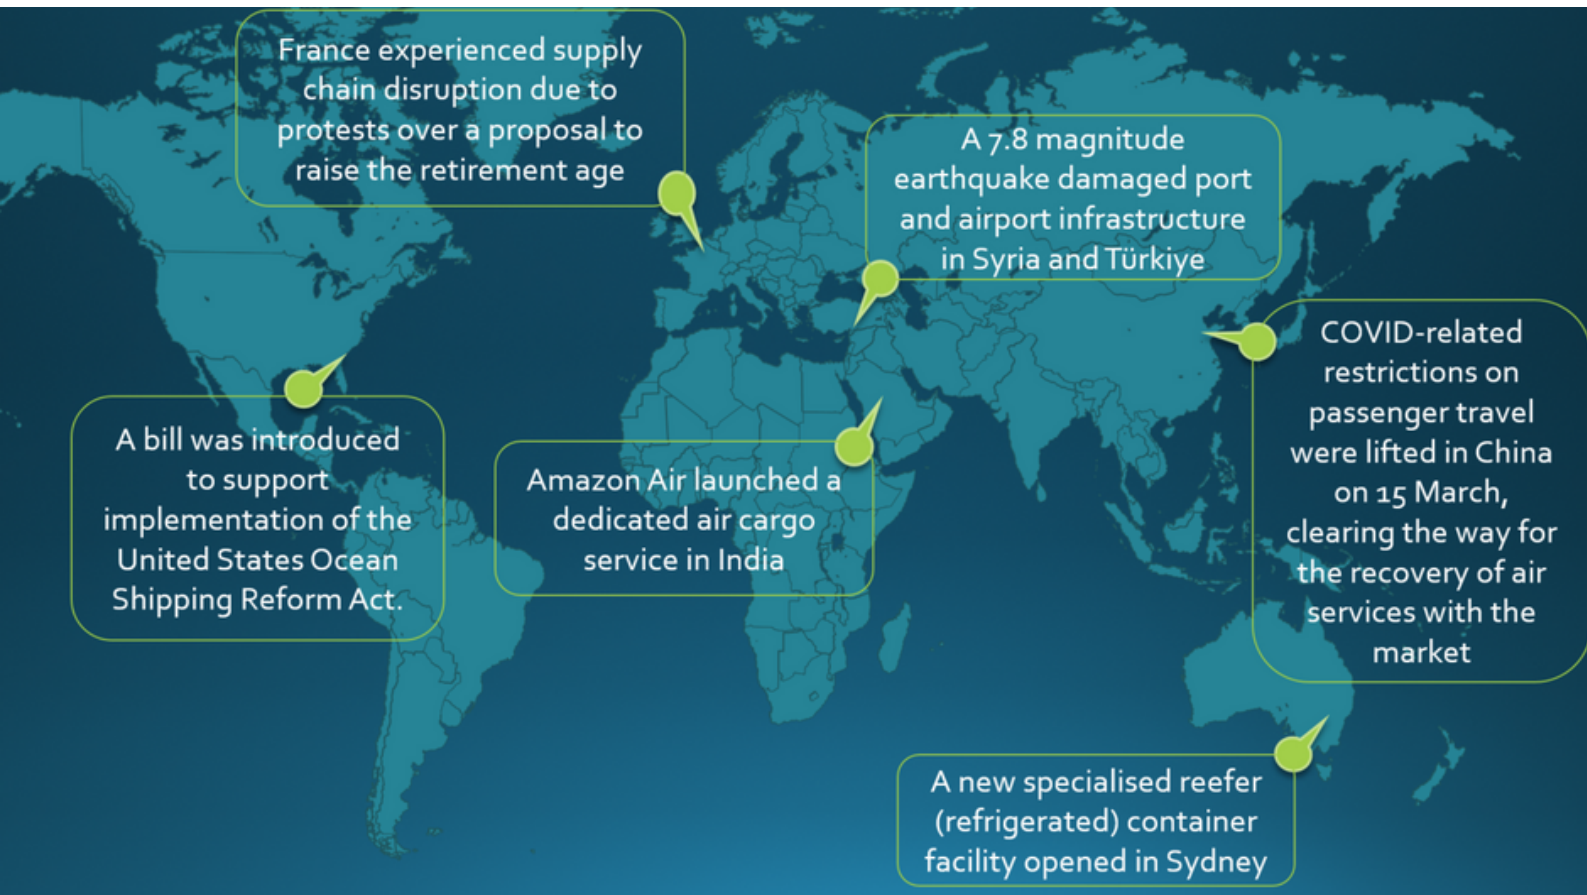 France experienced supply
chain disruption due to
protests over a proposal to
raise the retirement age
A 7.8 magnitude
earthquake damaged port
and airport infrastructure
in Syria and Türkiye
COVID-related
restrictions on
passenger travel
were lifted in China
on 15 March,
clearing the way for
the recovery of air
services with the
market
A bill was introduced
to support
implementation of the
United States Ocean
Shipping Reform Act.
Amazon Air launched a
dedicated air cargo
service in India
A new specialised reefer
(refrigerated) container
facility opened in Sydney